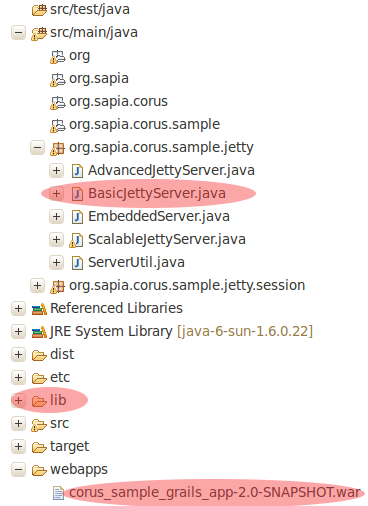 src/test/java
src/main/java
org
org.sapia
org.sapia.corus
org.sapia.corus.sample
org.sapia.corus.sample.jetty
AdvancedJettyServer.java
BasicJettyServer.java
EmbeddedServer.java
ScalableJettyServer.java
ServerUtil.java
org.sapia.corus.sample.jetty.session
Referenced Libraries
JRE System Library [java-6-sun-1.6.0.22]
dist
etc
lib
src
target
webapps
corus_sample_grails_app-2.0-SNAPSHOT.war